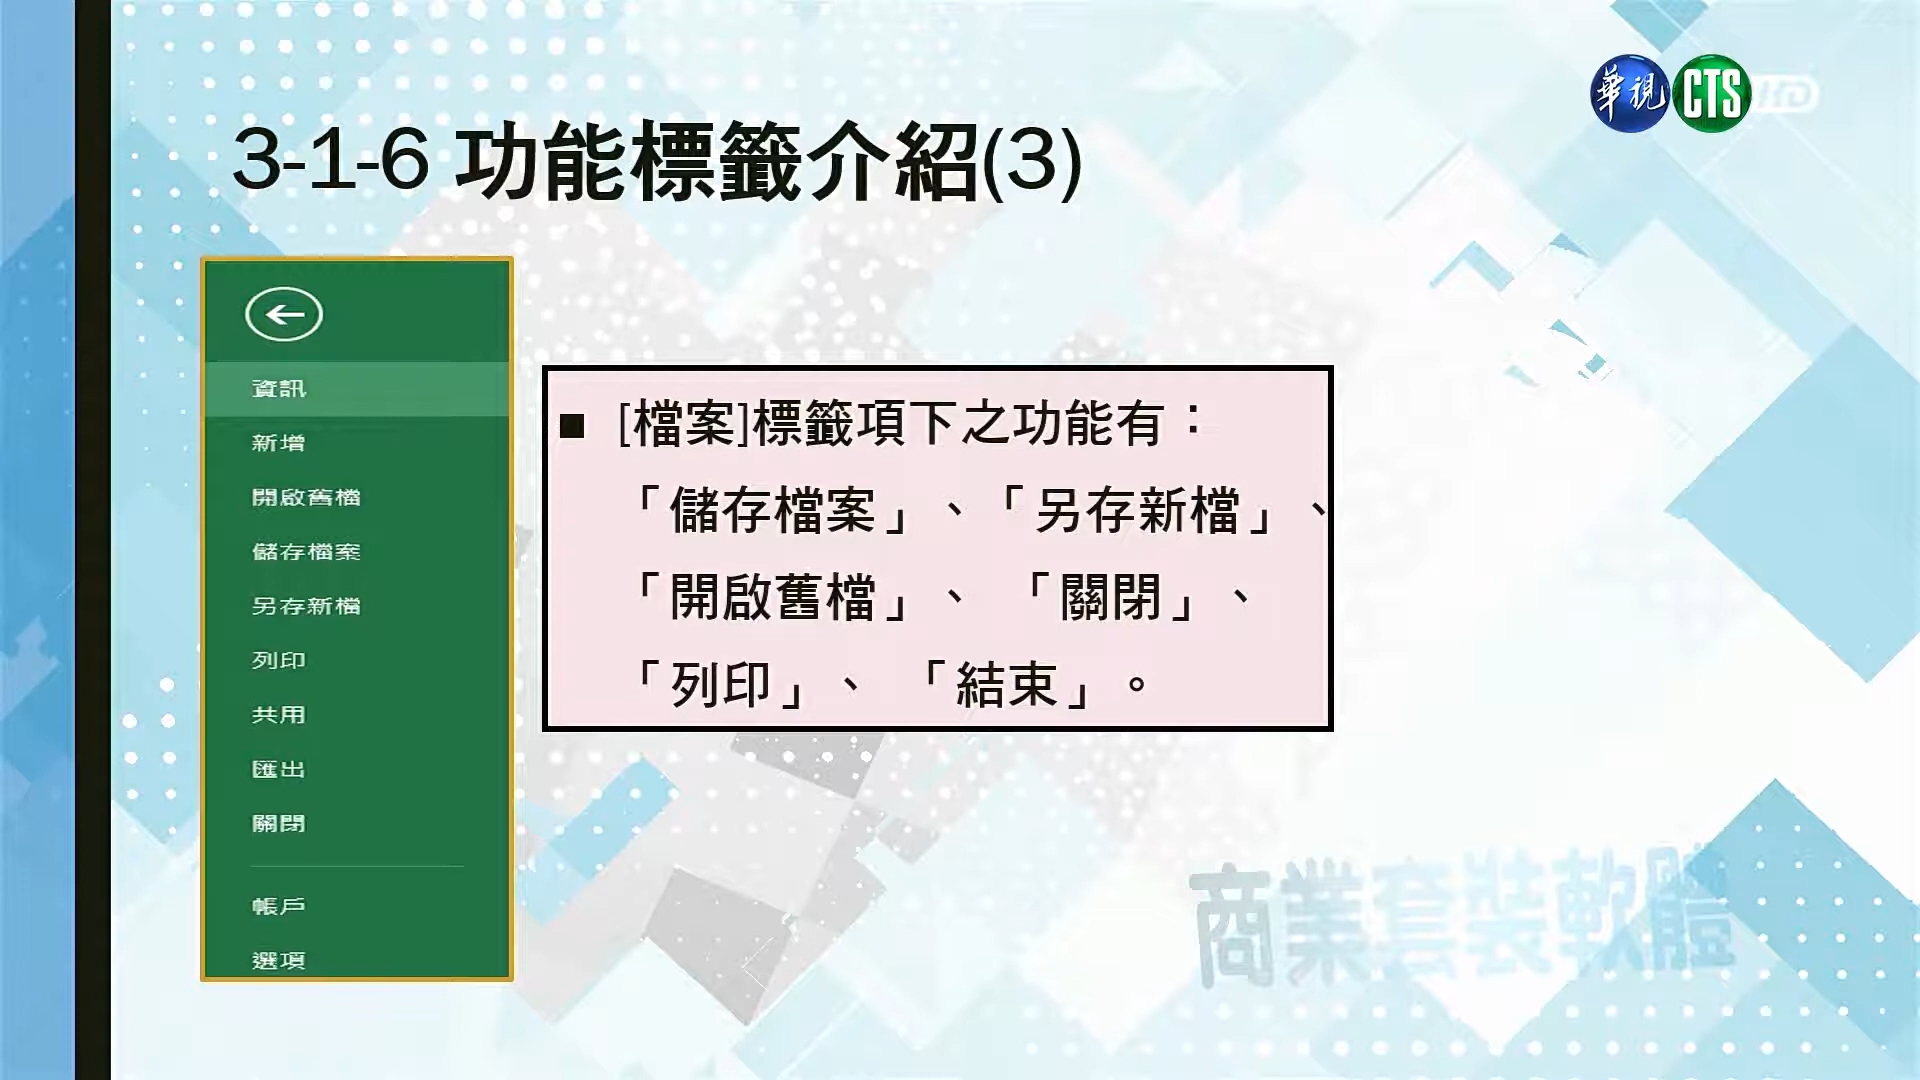 華視 CTS HD
3-1-6 功能標籤介紹(3)
資訊
新增
開啟舊檔
儲存檔案
另存新檔
列印
共用
匯出
關閉
帳戶
選項
■ [檔案]標籤項下之功能有：
「儲存檔案」、「另存新檔」、
「開啟舊檔」、 「關閉」、
「列印」、 「結束」。
商業套裝軟體